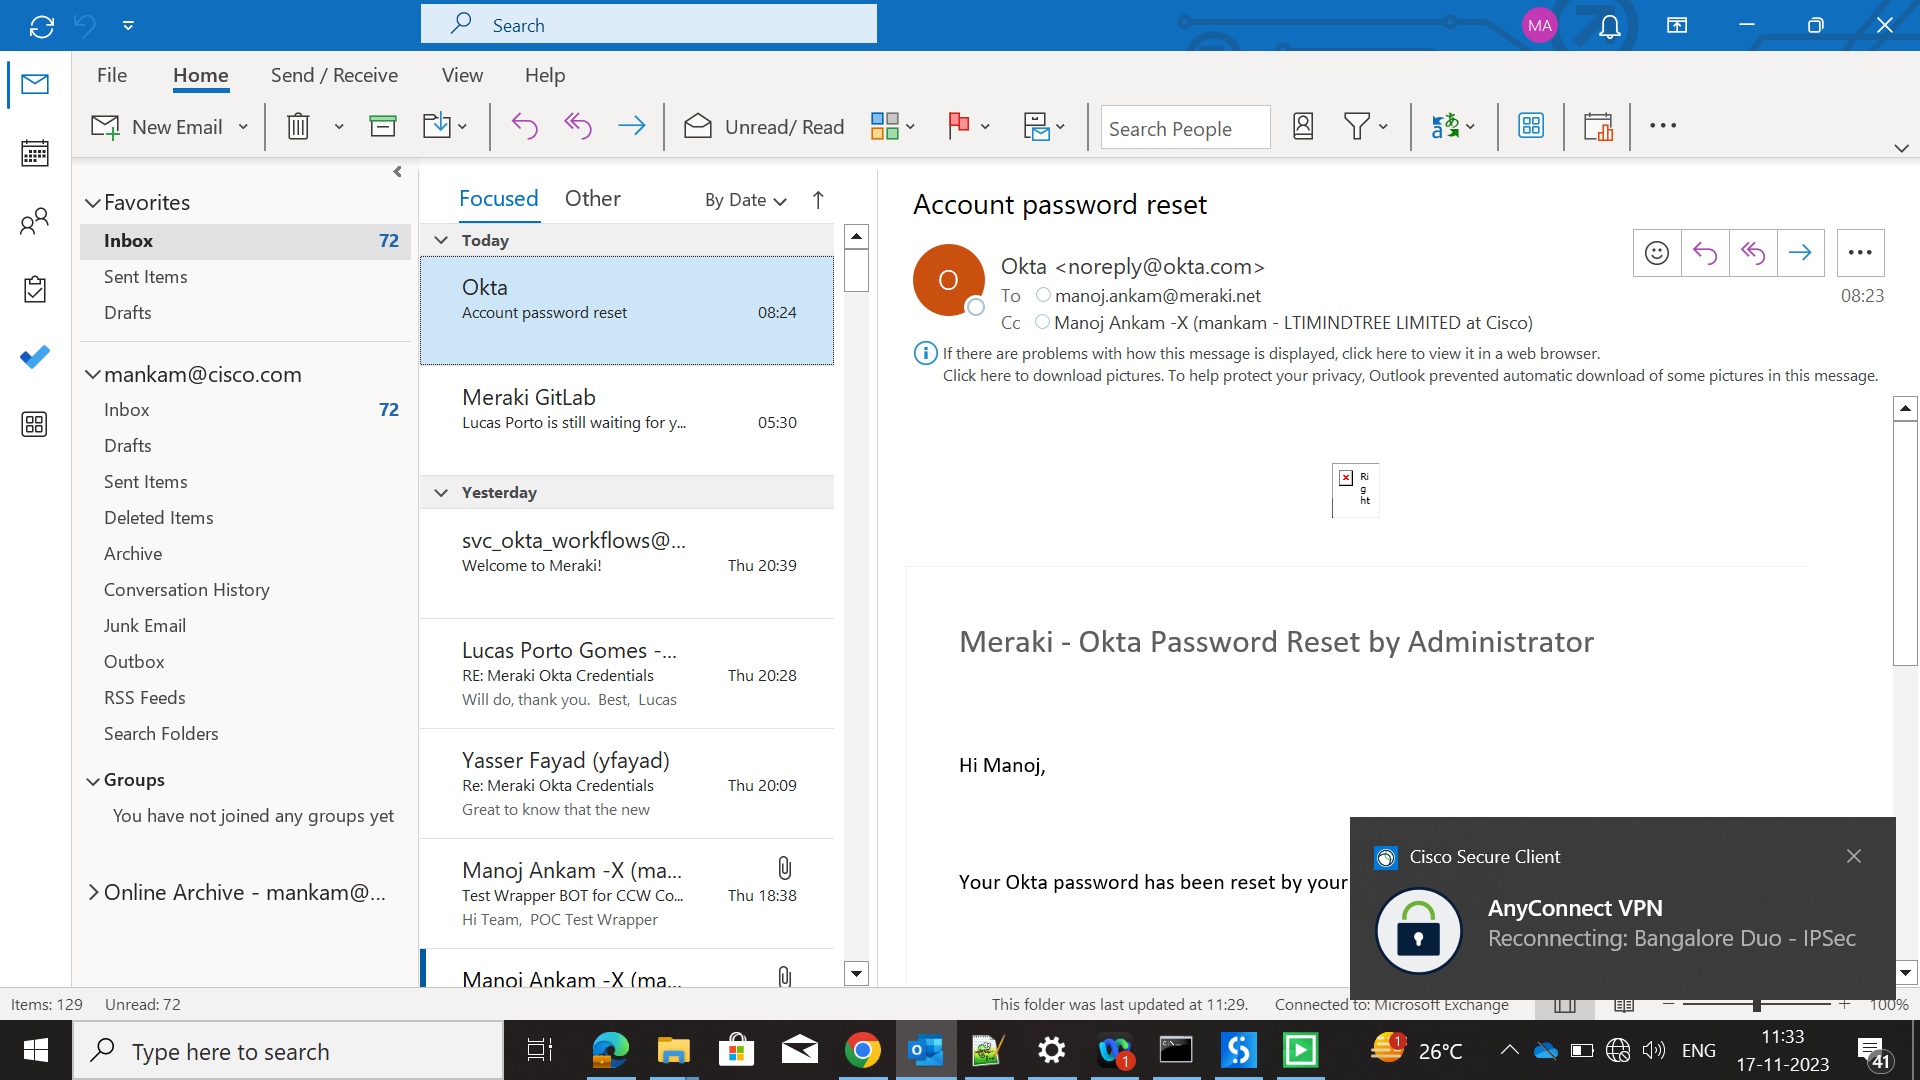 Search
MA
File
Home
Send / Receive
View
Help
New Email
Unread/ Read
Search People
Favorites
Inbox 72
Sent Items
Drafts
mankam@cisco.com
Inbox 72
Drafts
Sent Items
Deleted Items
Archive
Conversation History
Junk Email
Outbox
RSS Feeds
Search Folders
Groups
You have not joined any groups yet
Online Archive - mankam@...
Focused Other By Date
Today
Okta
Account password reset 08:24
Meraki GitLab
Lucas Porto is still waiting for y... 05:30
Yesterday
svc_okta_workflows@...
Welcome to Meraki! Thu 20:39
Lucas Porto Gomes -...
RE: Meraki Okta Credentials Thu 20:28
Will do, thank you. Best, Lucas
Yasser Fayad (yfayad)
Re: Meraki Okta Credentials Thu 20:09
Great to know that the new
Manoj Ankam -X (ma...
Test Wrapper BOT for CCW Co... Thu 18:38
Hi Team, POC Test Wrapper
Manoj Ankam -X (ma...
Account password reset
O
Okta <noreply@okta.com>
To manoj.ankam@meraki.net
Cc Manoj Ankam -X (mankam - LTIMINDTREE LIMITED at Cisco)
08:23
If there are problems with how this message is displayed, click here to view it in a web browser.
Click here to download pictures. To help protect your privacy, Outlook prevented automatic download of some pictures in this message.
Ri
g
ht
Meraki - Okta Password Reset by Administrator
Hi Manoj,
Your Okta password has been reset by your
Cisco Secure Client
AnyConnect VPN
Reconnecting: Bangalore Duo - IPSec
Items: 129 Unread: 72
This folder was last updated at 11:29. Connected to: Microsoft Exchange 100%
Type here to search
1
1
26°C
ENG
11:33
17-11-2023
41